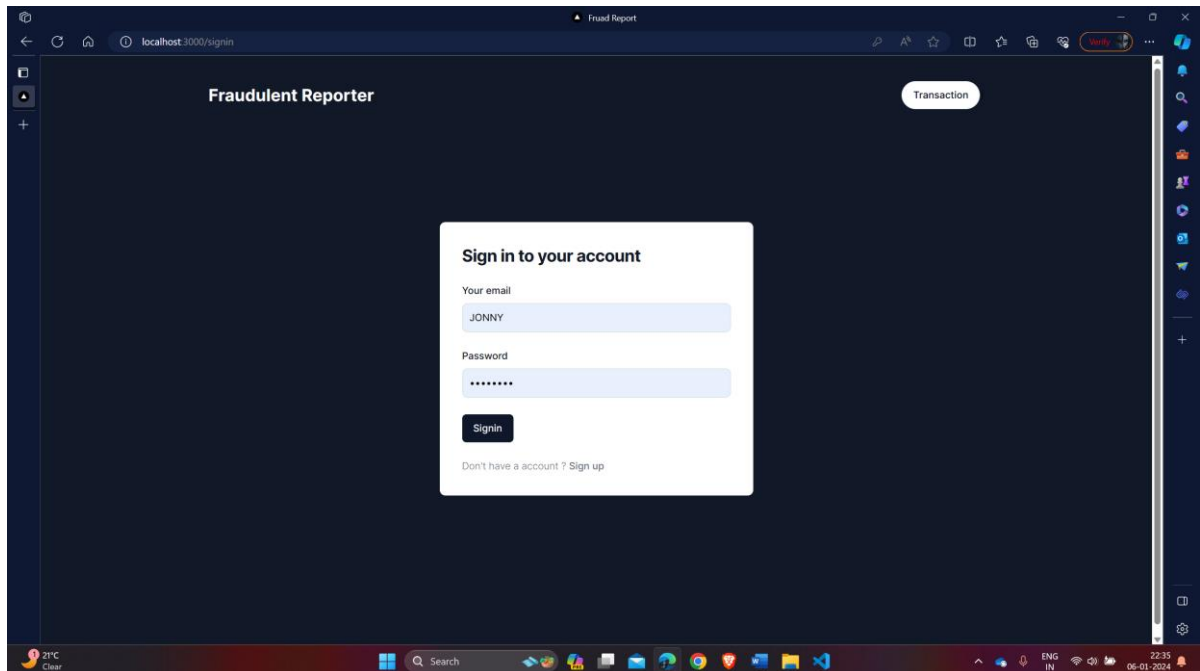 Fruad Report
localhost:3000/signin
Verify
Fraudulent Reporter
Transaction
Sign in to your account
Your email
JONNY
Password
••••••••
Signin
Don't have a account ? Sign up
1
21°C
Clear
Search
ENG
IN
22:35
06-01-2024